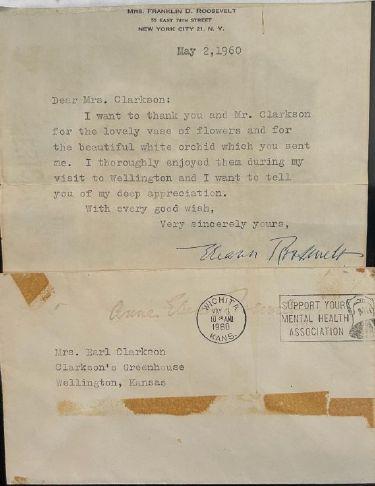 MRS. FRANKLIN D. ROOSEVELT
55 EAST 74TH STREET
NEW YORK CITY 21, N. Y.
May 2, 1960
Dear Mrs. Clarkson:
I want to thank you and Mr. Clarkson
for the lovely vase of flowers and for
the beautiful white orchid which you sent
me. I thoroughly enjoyed them during my
visit to Wellington and I want to tell
you of my deep appreciation.
With every good wish,
Very sincerely yours,
Eleanor Roosevelt
Anna
WICHITA
MAY
10
1960
KANS.
SUPPORT YOUR
MENTAL HEALTH
ASSOCIATION
Mrs. Earl Clarkson
Clarkson's Greenhouse
Wellington, Kansas